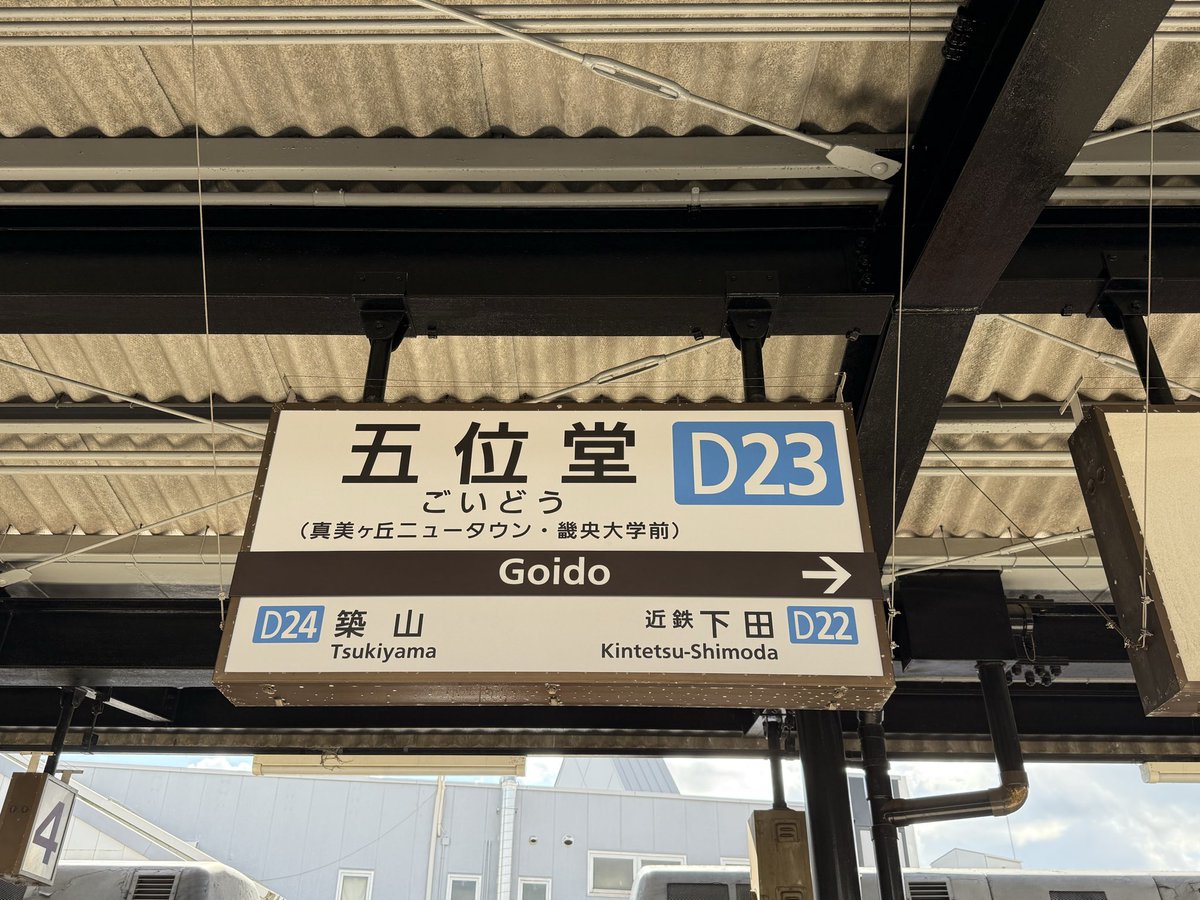 五位堂 D23
ごいどう
(真美ヶ丘ニュータウン・畿央大学前)
Goido →
D24 築山 近鉄下田 D22
Tsukiyama Kintetsu-Shimoda
4